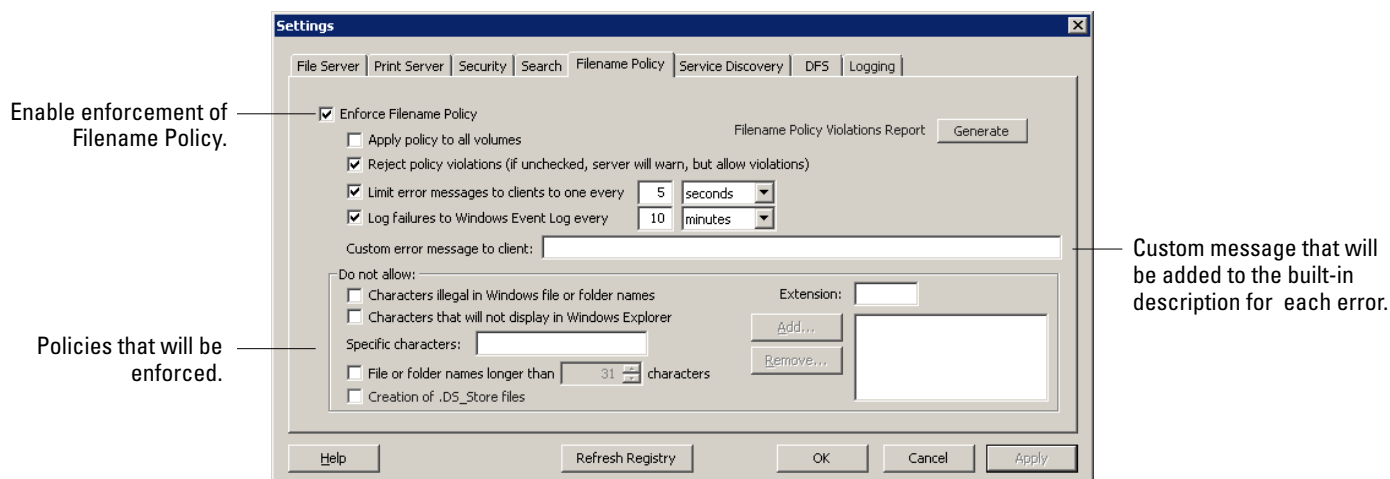 Settings
File Server Print Server Security Search Filename Policy Service Discovery DFS Logging
Enable enforcement of
Filename Policy.
Enforce Filename Policy
Apply policy to all volumes
Filename Policy Violations Report Generate
Reject policy violations (if unchecked, server will warn, but allow violations)
Limit error messages to clients to one every 5 seconds
Log failures to Windows Event Log every 10 minutes
Custom error message to client:
Custom message that will
be added to the built-in
description for each error.
Do not allow:
Characters illegal in Windows file or folder names
Extension:
Characters that will not display in Windows Explorer
Add...
Specific characters:
Remove...
Policies that will be
enforced.
File or folder names longer than 31 characters
Creation of .DS_Store files
Help Refresh Registry OK Cancel Apply